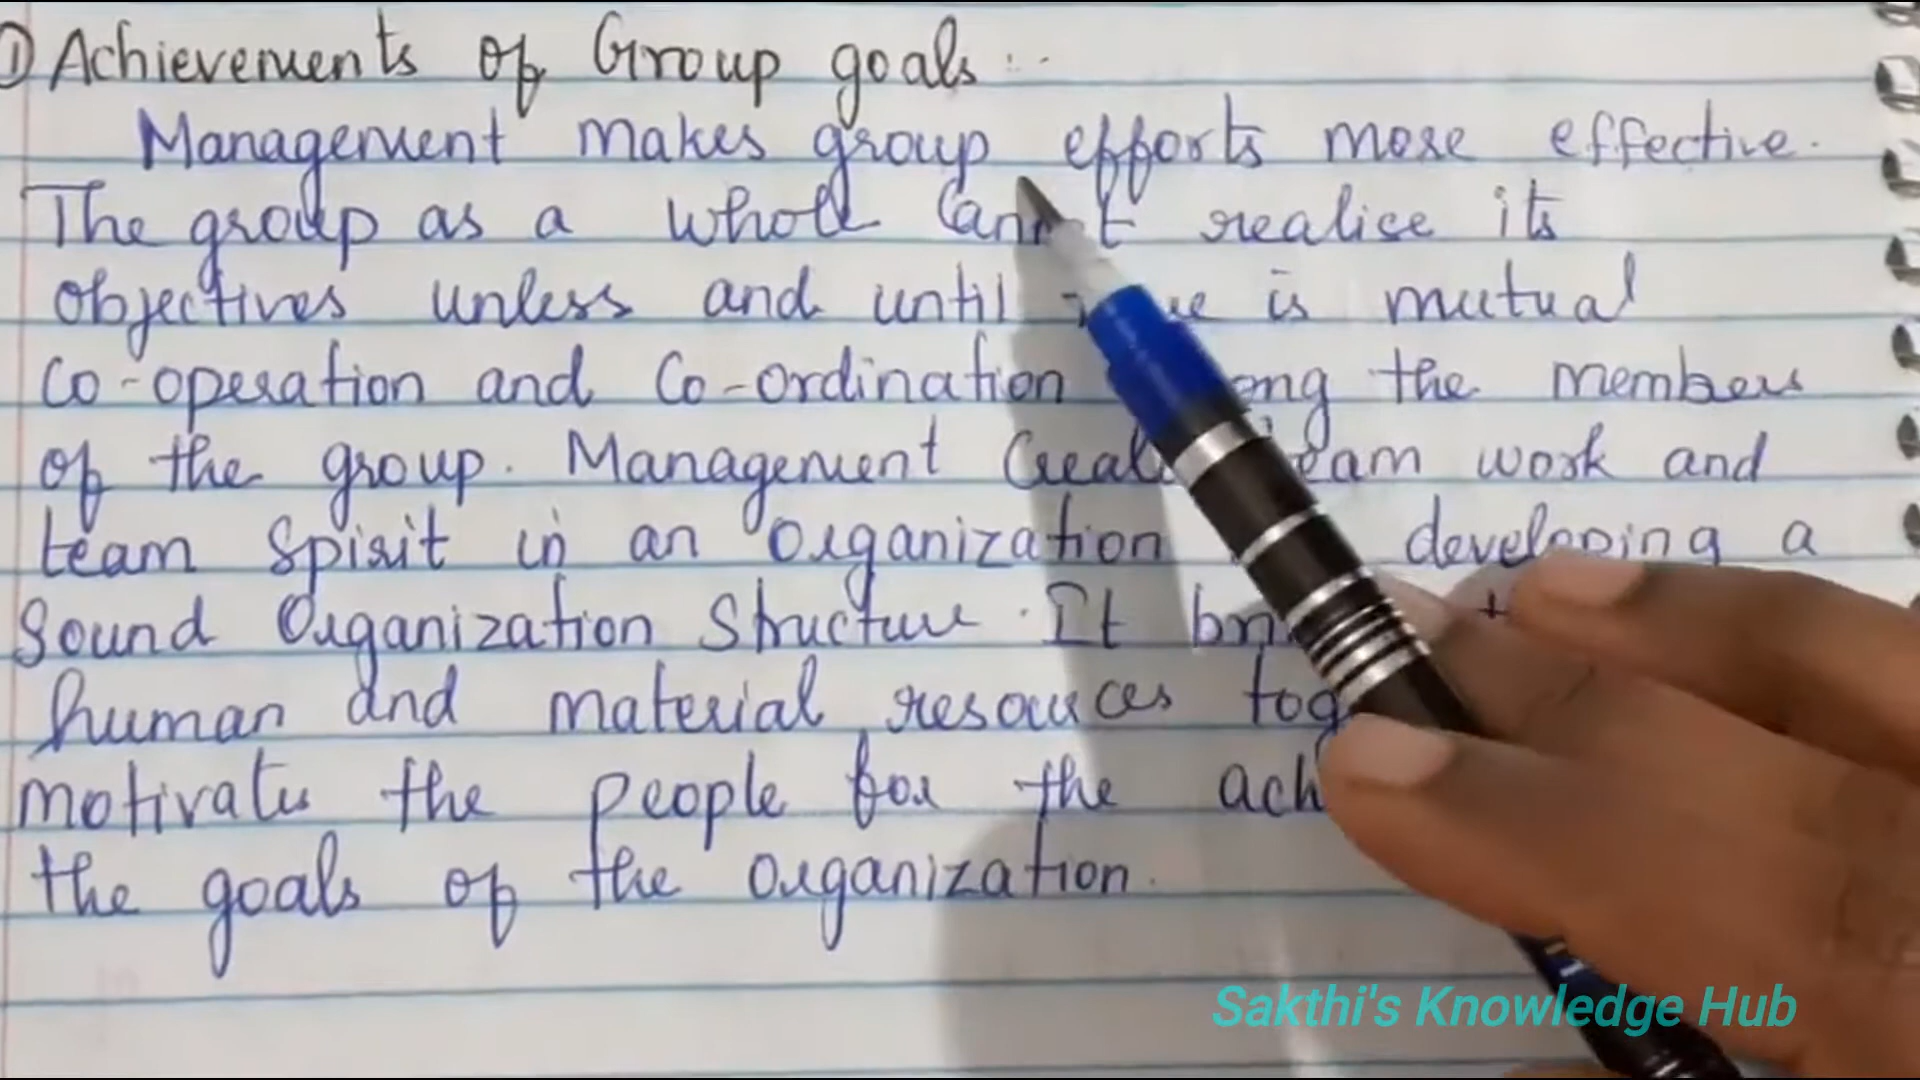 ① Achievements of Group goals :-
Management makes group efforts more effective.
The group as a whole realise its
objectives unless and until is mutual
co-operation and co-ordination the members
of the group. Management work and
team spirit in an organization developing a
sound organization structure. It
human and material resources
motivates the people for the
the goals of the organization.
Sakthi's Knowledge Hub